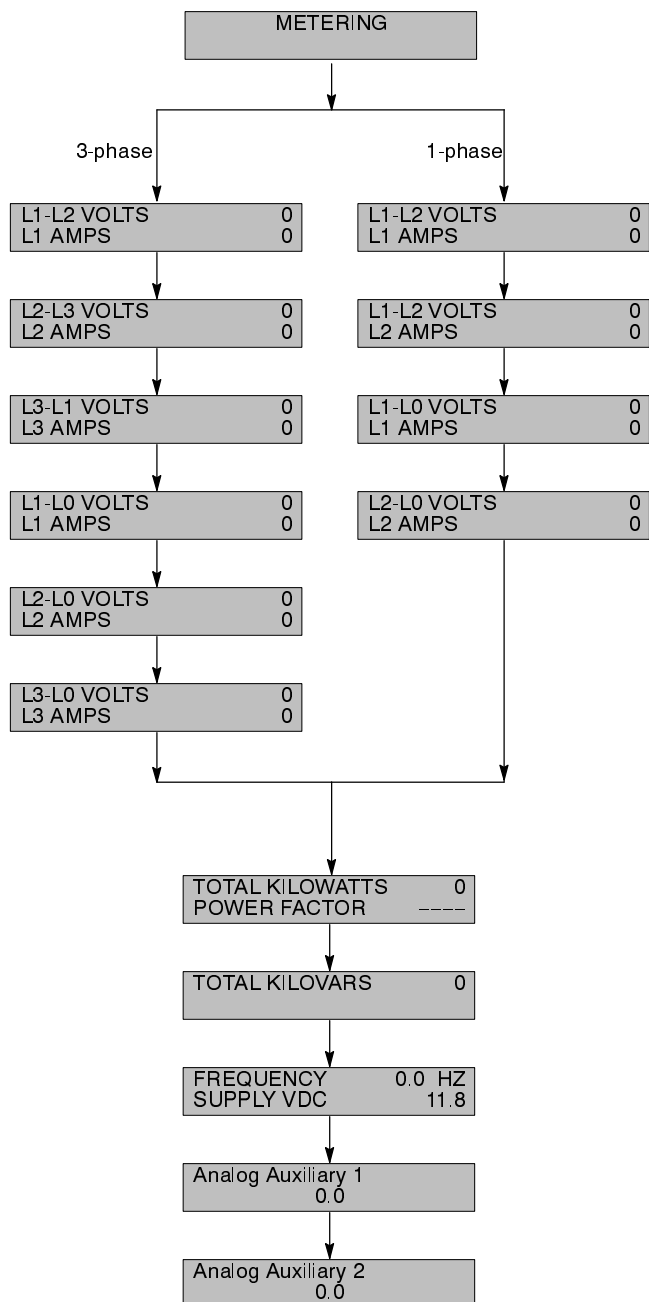 METERING
3-phase
L1-L2 VOLTS 0
L1 AMPS 0
L2-L3 VOLTS 0
L2 AMPS 0
L3-L1 VOLTS 0
L3 AMPS 0
L1-L0 VOLTS 0
L1 AMPS 0
L2-L0 VOLTS 0
L2 AMPS 0
L3-L0 VOLTS 0
L3 AMPS 0
1-phase
L1-L2 VOLTS 0
L1 AMPS 0
L1-L2 VOLTS 0
L2 AMPS 0
L1-L0 VOLTS 0
L1 AMPS 0
L2-L0 VOLTS 0
L2 AMPS 0
TOTAL KILOWATTS 0
POWER FACTOR ----
TOTAL KILOVARS 0
FREQUENCY 0.0 HZ
SUPPLY VDC 11.8
Analog Auxiliary 1
0.0
Analog Auxiliary 2
0.0